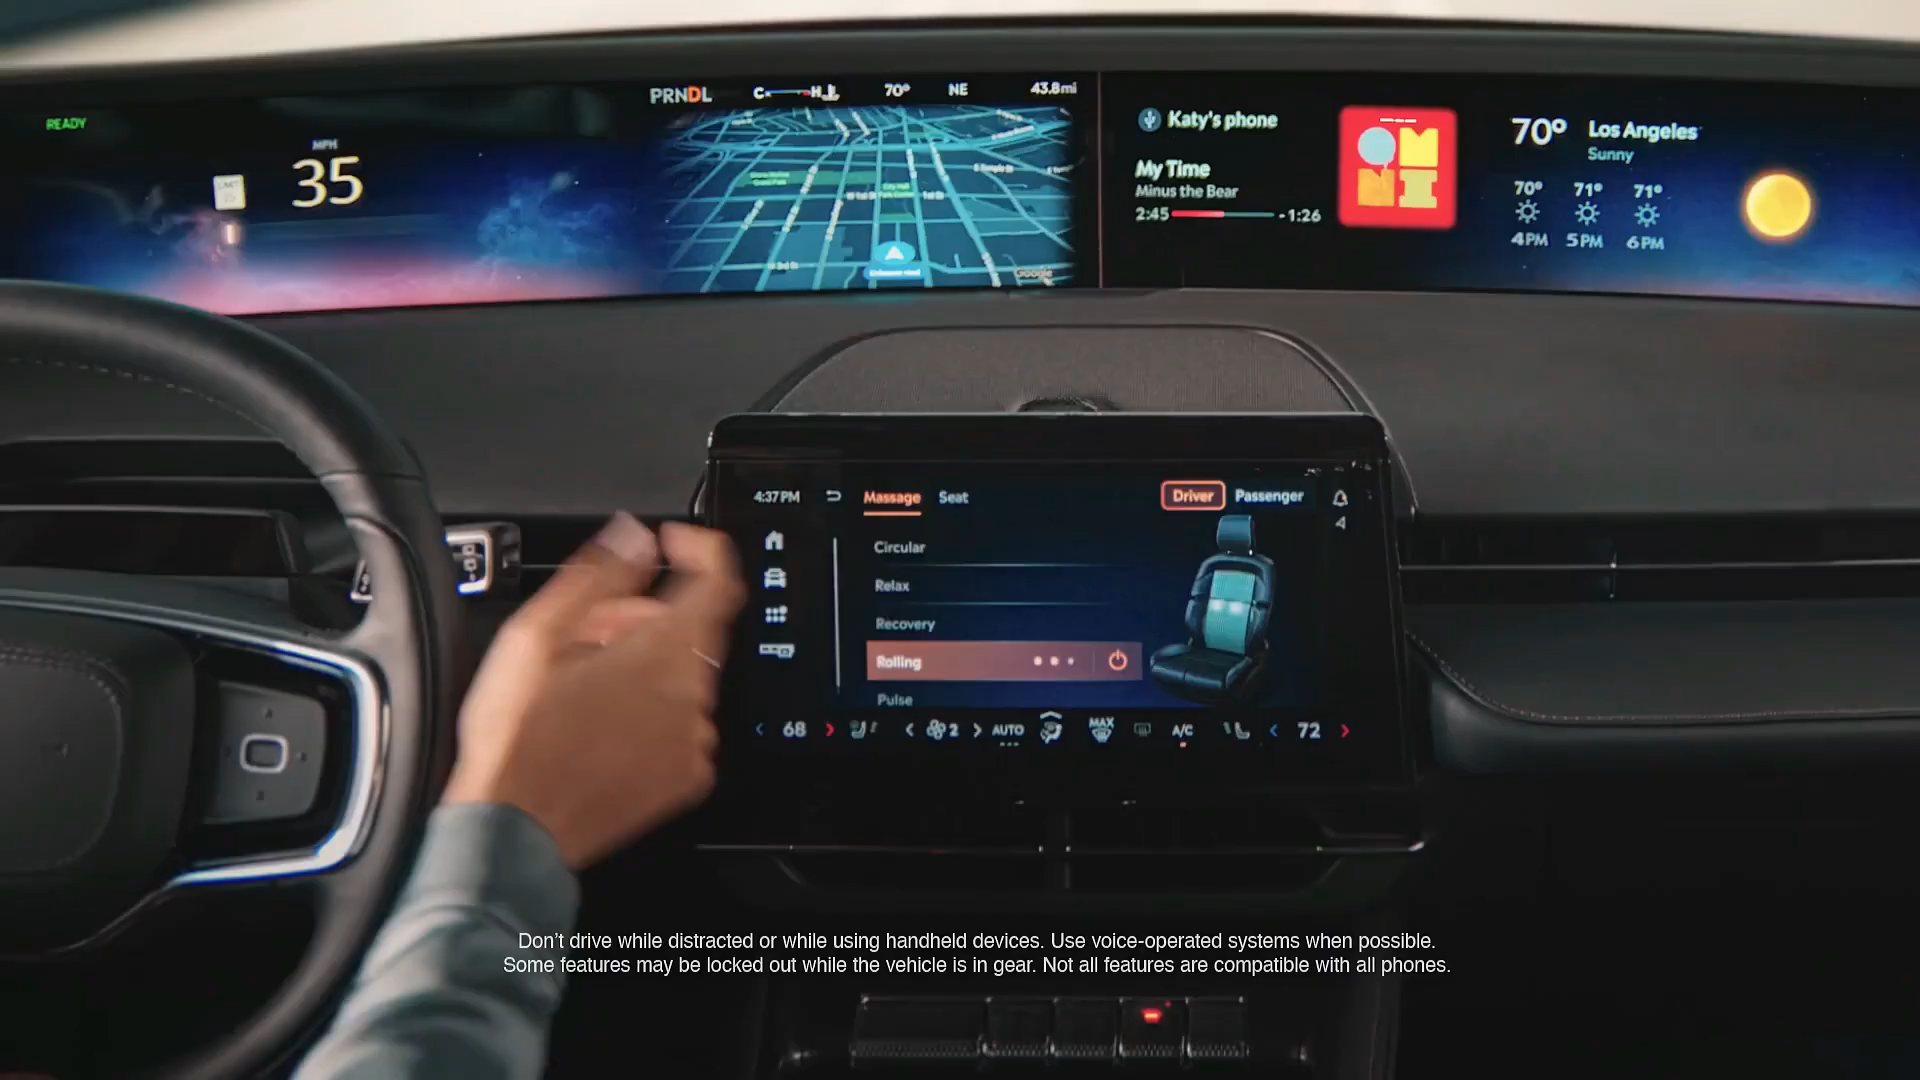 READY
MPH
35
PRNDL
C H
70°
NE
43.8mi
Google
Katy's phone
My Time
Minus the Bear
2:45 -1:26
70° Los Angeles
Sunny
70° 71° 71°
4PM 5PM 6PM
4:37PM
Massage Seat
Driver Passenger
Circular
Relax
Recovery
Rolling
Pulse
68 2 AUTO MAX A/C 72
Don't drive while distracted or while using handheld devices. Use voice-operated systems when possible.
Some features may be locked out while the vehicle is in gear. Not all features are compatible with all phones.